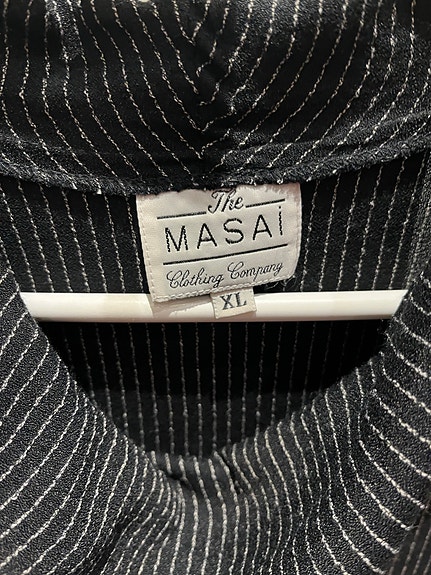 The
MASAI
Clothing Company
XL